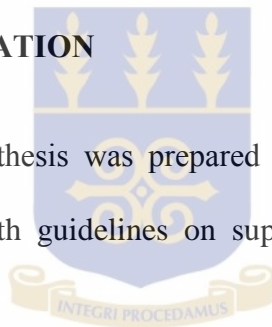 ATION
thesis was prepared
th guidelines on sup
INTEGRI PROCEDAMUS